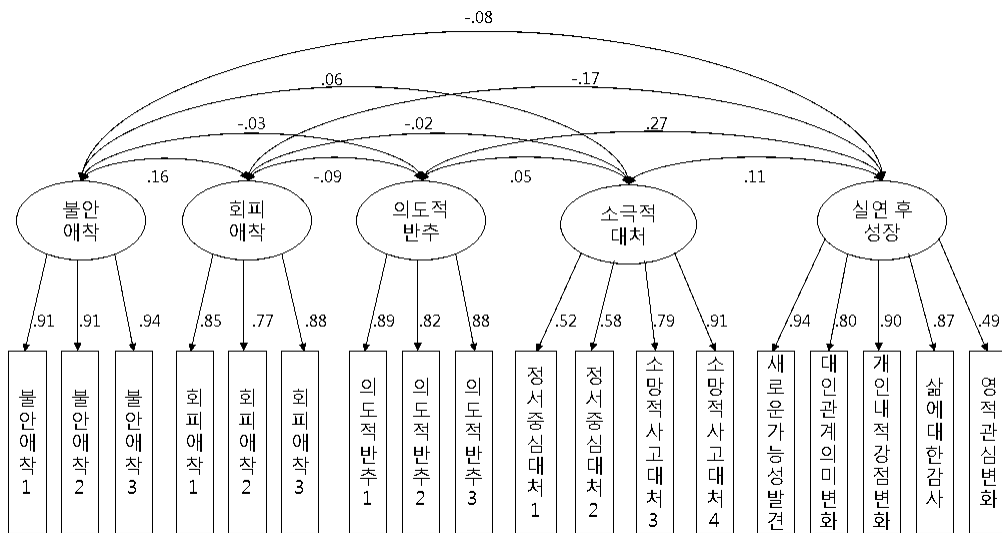 -.08
.06
-.17
-.03
-.02
.27
.16
-.09
.05
.11
불안
애착
회피
애착
의도적
반추
소극적
대처
실연 후
성장
.91
.91
.94
.85
.77
.88
.89
.82
.88
.52
.58
.79
.91
.94
.80
.90
.87
.49
불안애착1
불안애착2
불안애착3
회피애착1
회피애착2
회피애착3
의도적반추1
의도적반추2
의도적반추3
정서중심대처1
정서중심대처2
소망적사고대처3
소망적사고대처4
새로운가능성발견
대인관계의미변화
개인내적강점변화
삶에대한감사
영적관심변화